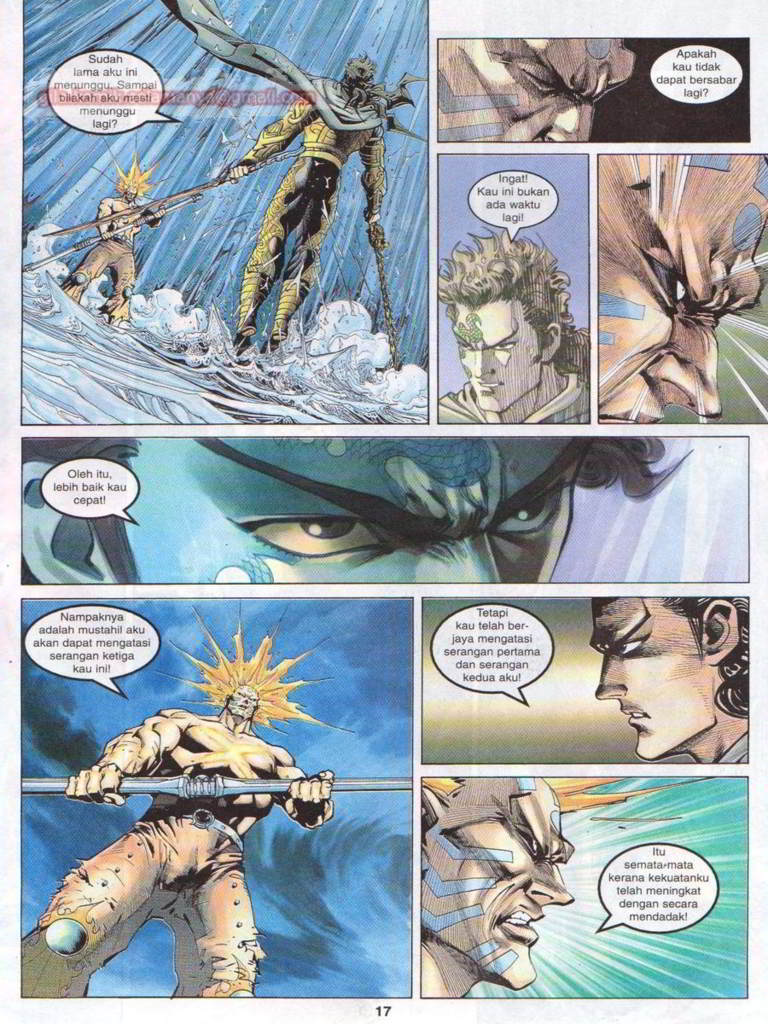 Sudah
lama aku ini
menunggu. Sampai
bilakah aku mesti
menunggu
lagi?
Apakah
kau tidak
dapat bersabar
lagi?
Ingat!
Kau ini bukan
ada waktu
lagi!
Oleh itu,
lebih baik kau
cepat!
Nampaknya
adalah mustahil aku
akan dapat mengatasi
serangan ketiga
kau ini!
Tetapi
kau telah ber-
jaya mengatasi
serangan pertama
dan serangan
kedua aku!
Itu
semata-mata
kerana kekuatanku
telah meningkat
dengan secara
mendadak!
17